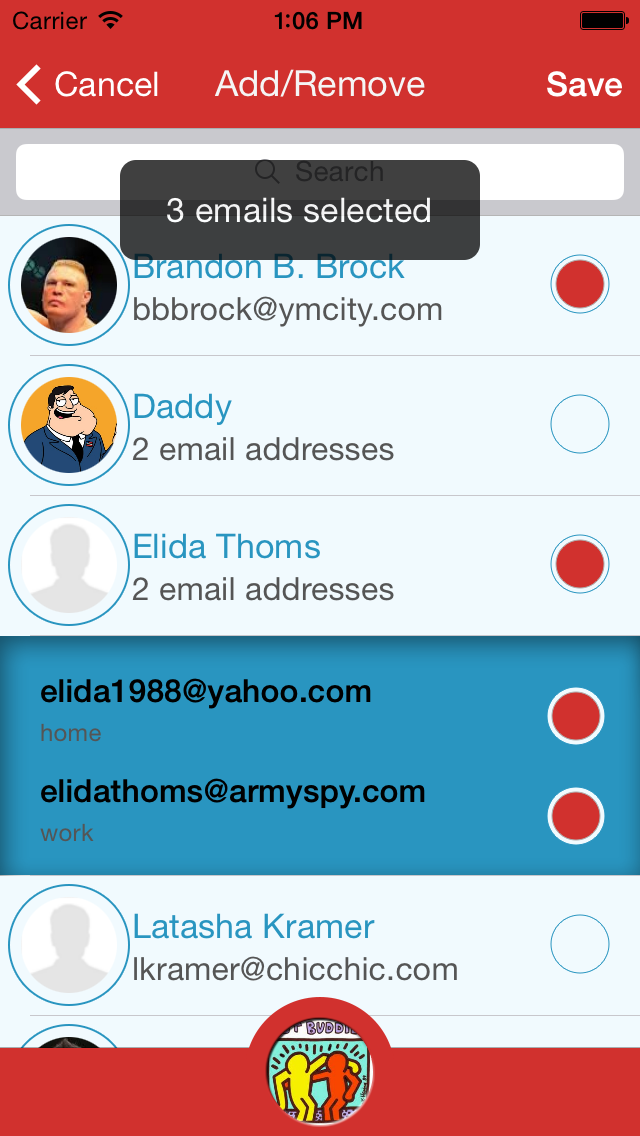 Carrier 1:06 PM
Cancel Add/Remove Save
Search
3 emails selected
Brandon B. Brock
bbbrock@ymcity.com
Daddy
2 email addresses
Elida Thoms
2 email addresses
elida1988@yahoo.com
home
elidathoms@armyspy.com
work
Latasha Kramer
lkramer@chicchic.com
BUDDIE